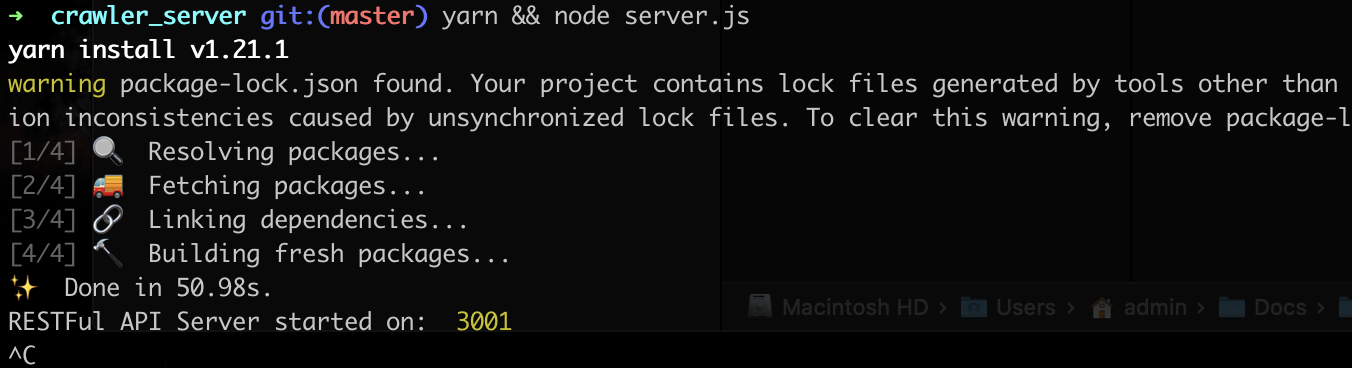 ➜ crawler_server git:(master) yarn && node server.js
yarn install v1.21.1
warning package-lock.json found. Your project contains lock files generated by tools other than
ion inconsistencies caused by unsynchronized lock files. To clear this warning, remove package-l
[1/4] 🔍 Resolving packages...
[2/4] 🚚 Fetching packages...
[3/4] 🔗 Linking dependencies...
[4/4] 🔨 Building fresh packages...
✨ Done in 50.98s.
Macintosh HD › Users › admin › Docs ›
RESTFul API Server started on: 3001
^C